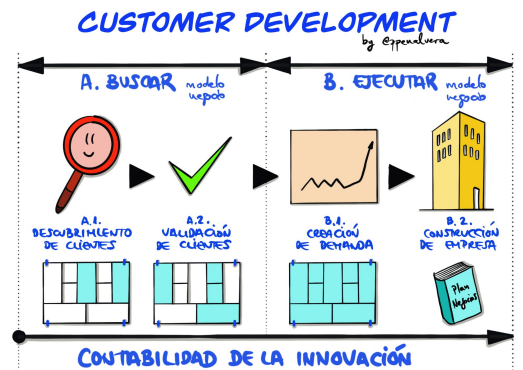 CUSTOMER DEVELOPMENT
by @ppenalvera
A. BUSCAR modelo negocio
B. EJECUTAR modelo negocio
A.1. DESCUBRIMIENTO DE CLIENTES
A.2. VALIDACIÓN DE CLIENTES
B.1. CREACIÓN DE DEMANDA
B.2. CONSTRUCCIÓN DE EMPRESA
Plan
Negocios
CONTABILIDAD DE LA INNOVACIÓN